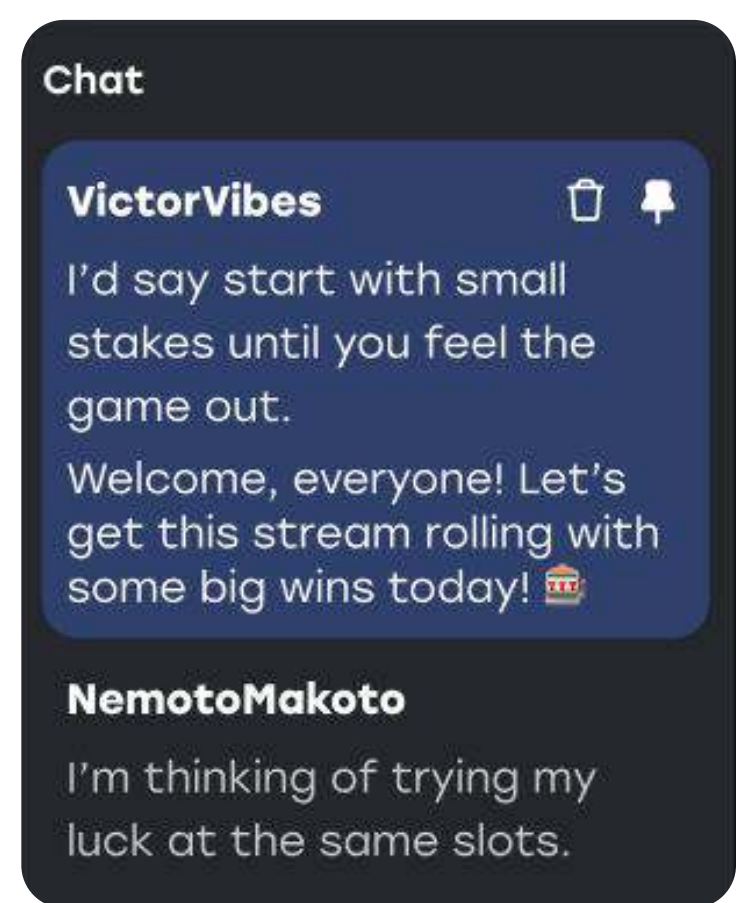 Chat
VictorVibes
I’d say start with small
stakes until you feel the
game out.
Welcome, everyone! Let’s
get this stream rolling with
some big wins today! 🎰
NemotoMakoto
I’m thinking of trying my
luck at the same slots.